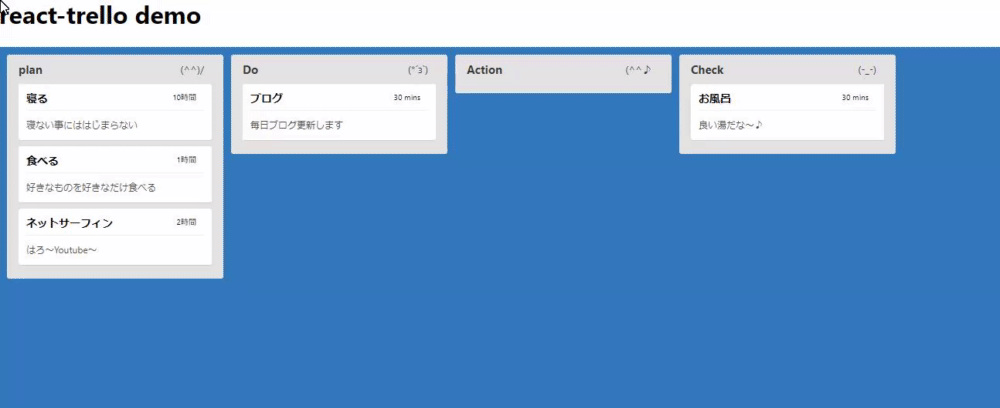 react-trello demo
plan (^^)/
寝る 10時間
寝ない事にははじまらない
食べる 1時間
好きなものを好きなだけ食べる
ネットサーフィン 2時間
はろ～Youtube～
Do (*´з`)
ブログ 30 mins
毎日ブログ更新します
Action (^^♪
Check (-_-)
お風呂 30 mins
良い湯だな～♪